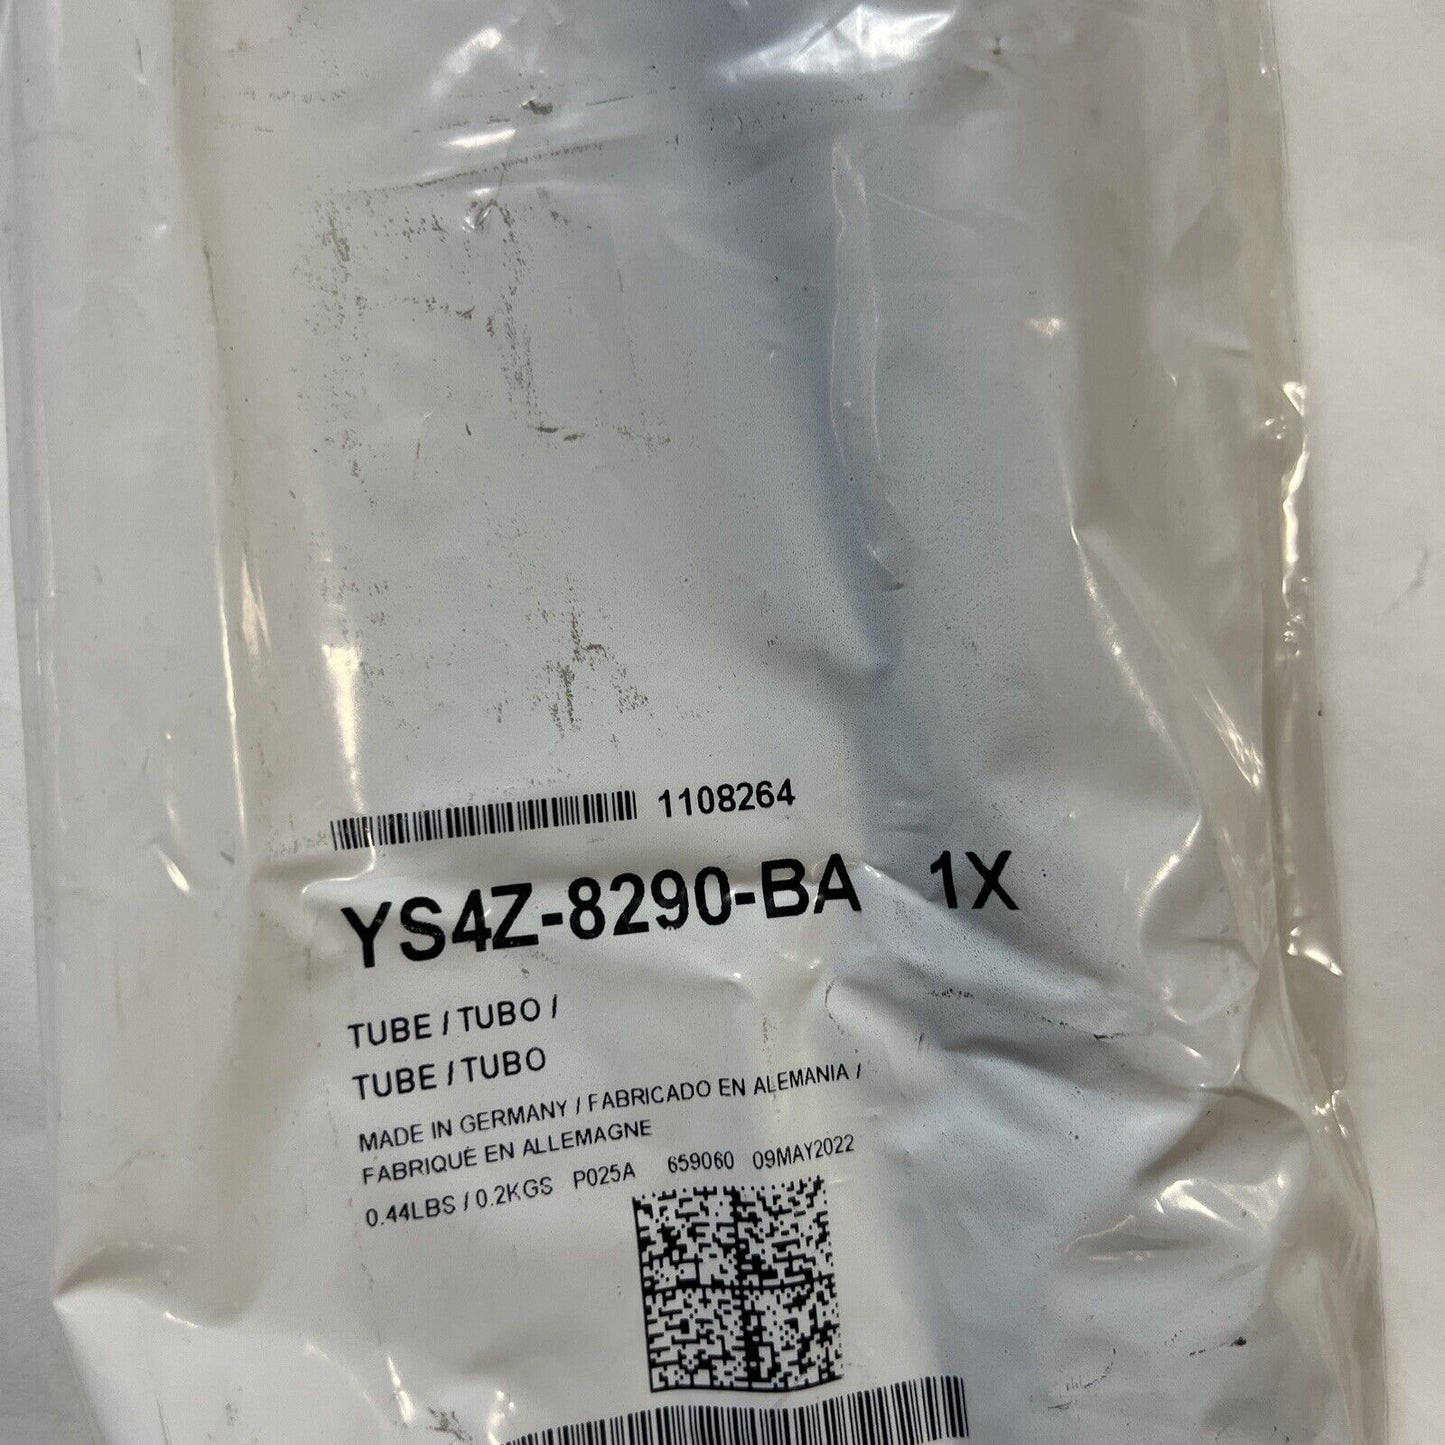 1108264
YS4Z-8290-BA 1X
TUBE / TUBO /
TUBE / TUBO
MADE IN GERMANY / FABRICADO EN ALEMANIA /
FABRIQUÉ EN ALLEMAGNE
0.44LBS / 0.2KGS P025A 659060 09MAY2022